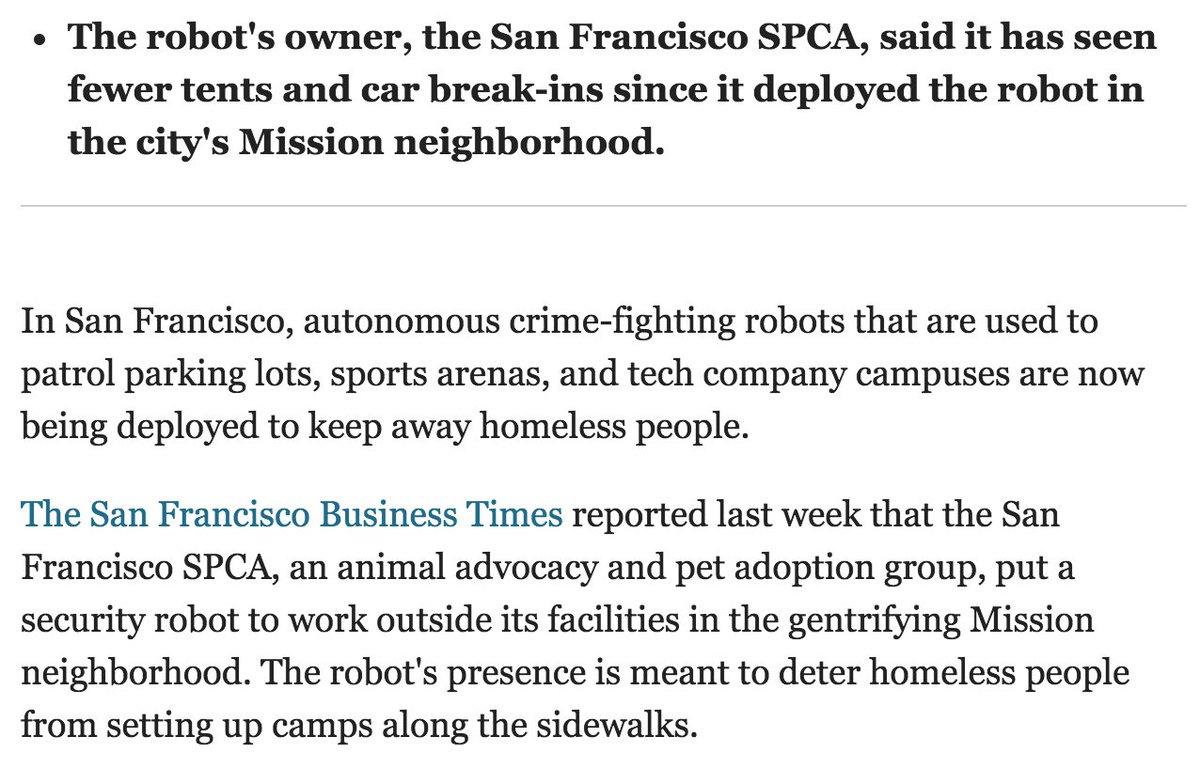 • The robot's owner, the San Francisco SPCA, said it has seen
fewer tents and car break-ins since it deployed the robot in
the city's Mission neighborhood.
In San Francisco, autonomous crime-fighting robots that are used to
patrol parking lots, sports arenas, and tech company campuses are now
being deployed to keep away homeless people.
The San Francisco Business Times reported last week that the San
Francisco SPCA, an animal advocacy and pet adoption group, put a
security robot to work outside its facilities in the gentrifying Mission
neighborhood. The robot's presence is meant to deter homeless people
from setting up camps along the sidewalks.